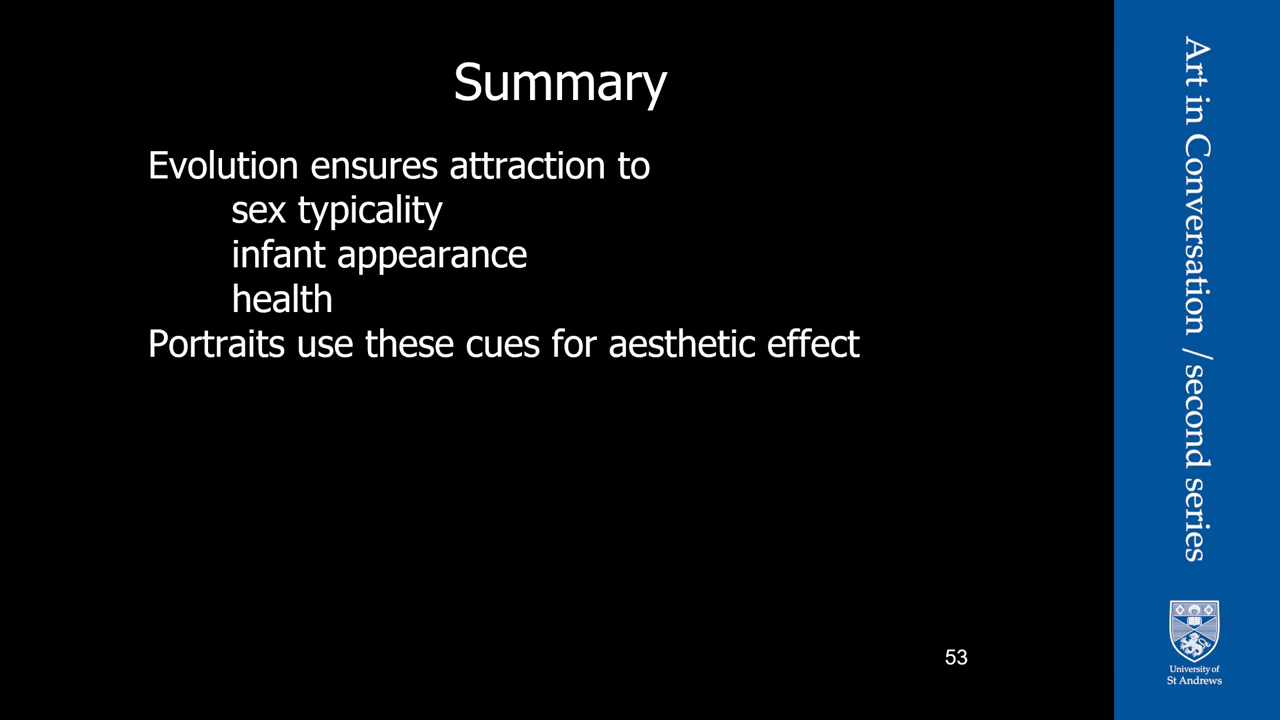 Summary
Evolution ensures attraction to
sex typicality
infant appearance
health
Portraits use these cues for aesthetic effect
53
Art in Conversation / second series
University of
St Andrews